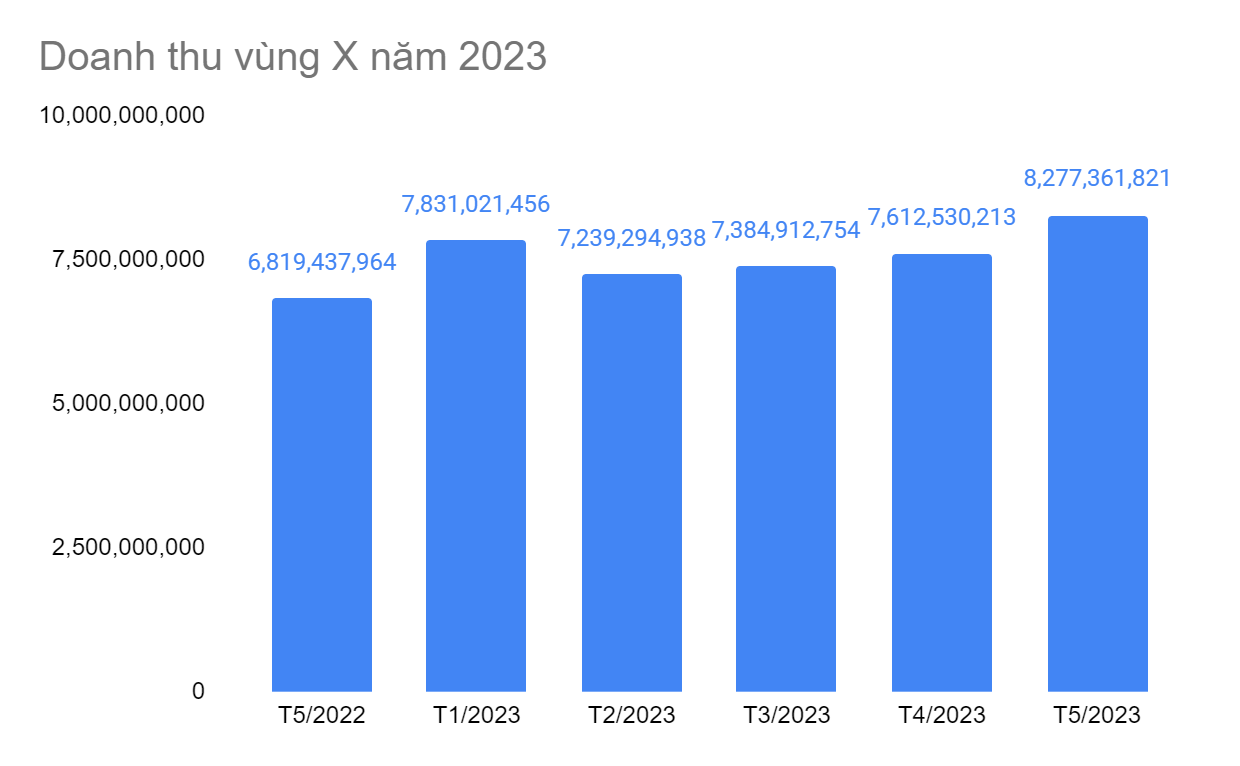 Doanh thu vùng X năm 2023
10,000,000,000
7,500,000,000
5,000,000,000
2,500,000,000
0
6,819,437,964
7,831,021,456
7,239,294,938
7,384,912,754
7,612,530,213
8,277,361,821
T5/2022
T1/2023
T2/2023
T3/2023
T4/2023
T5/2023